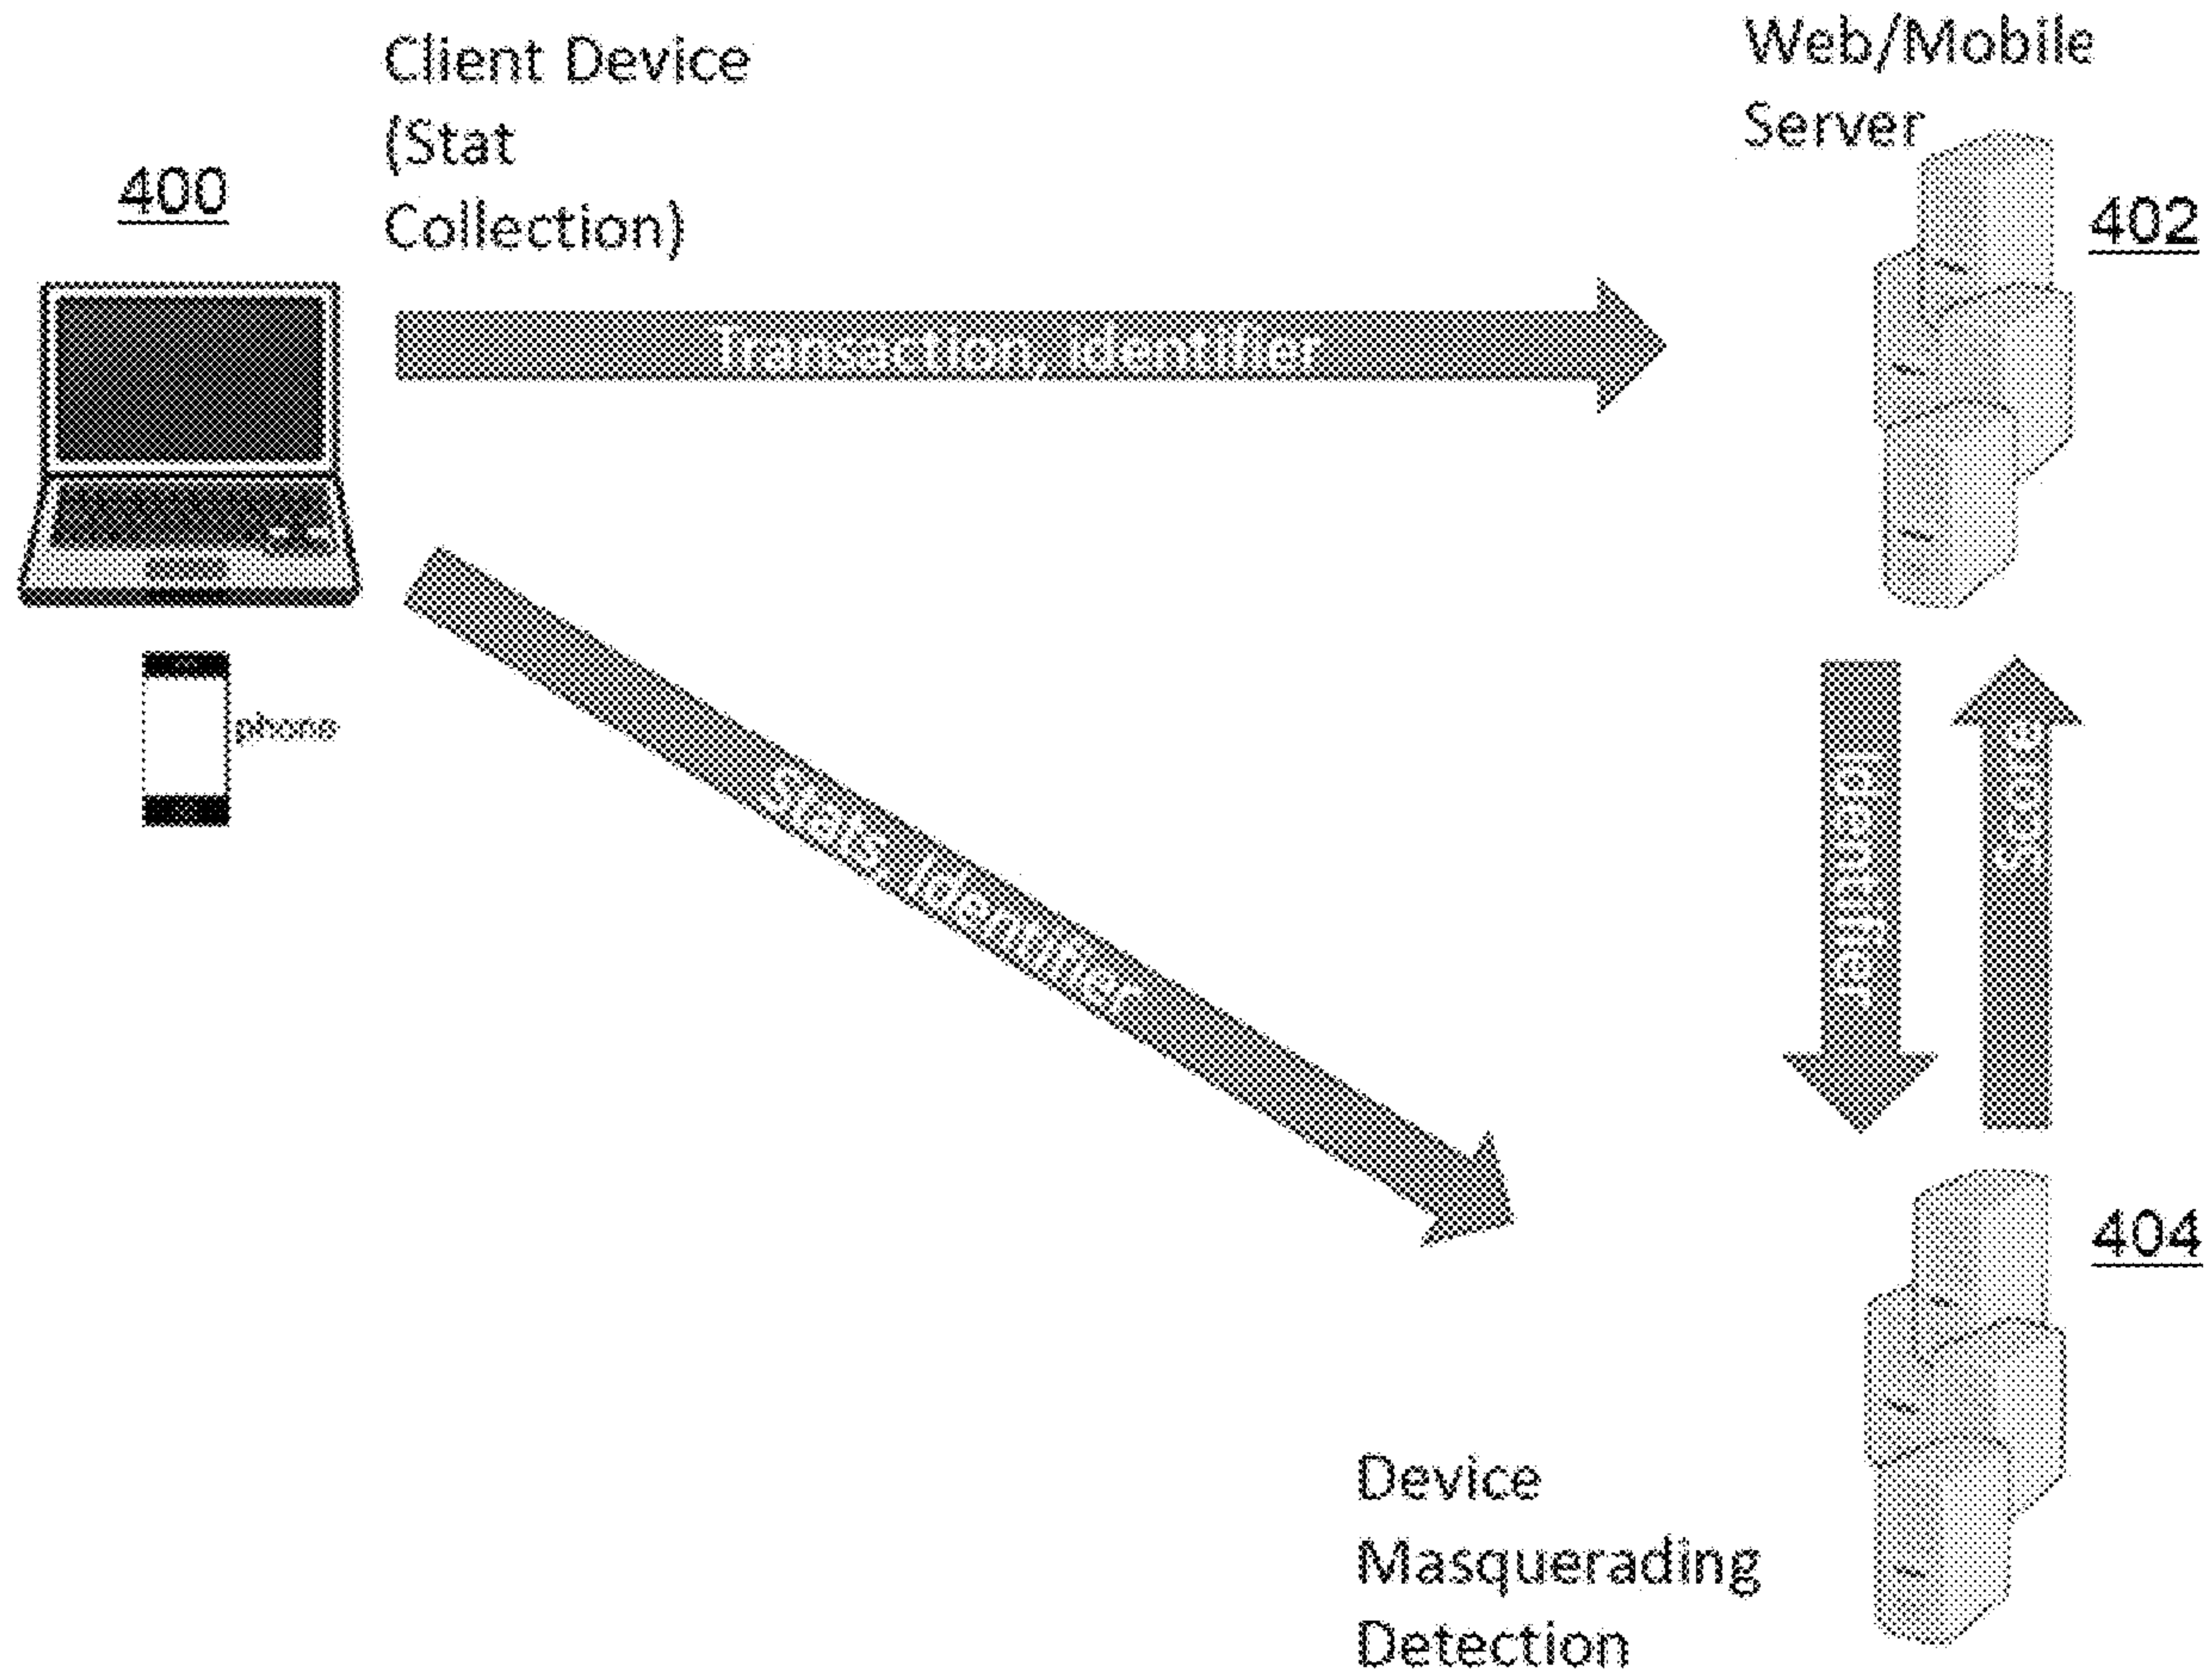 Client Device
(Stat
Collection)
400
Web/Mobile
Server
402
Transaction, identifier
phone
Stats, Identifier
Identifier
Score
404
Device
Masquerading
Detection